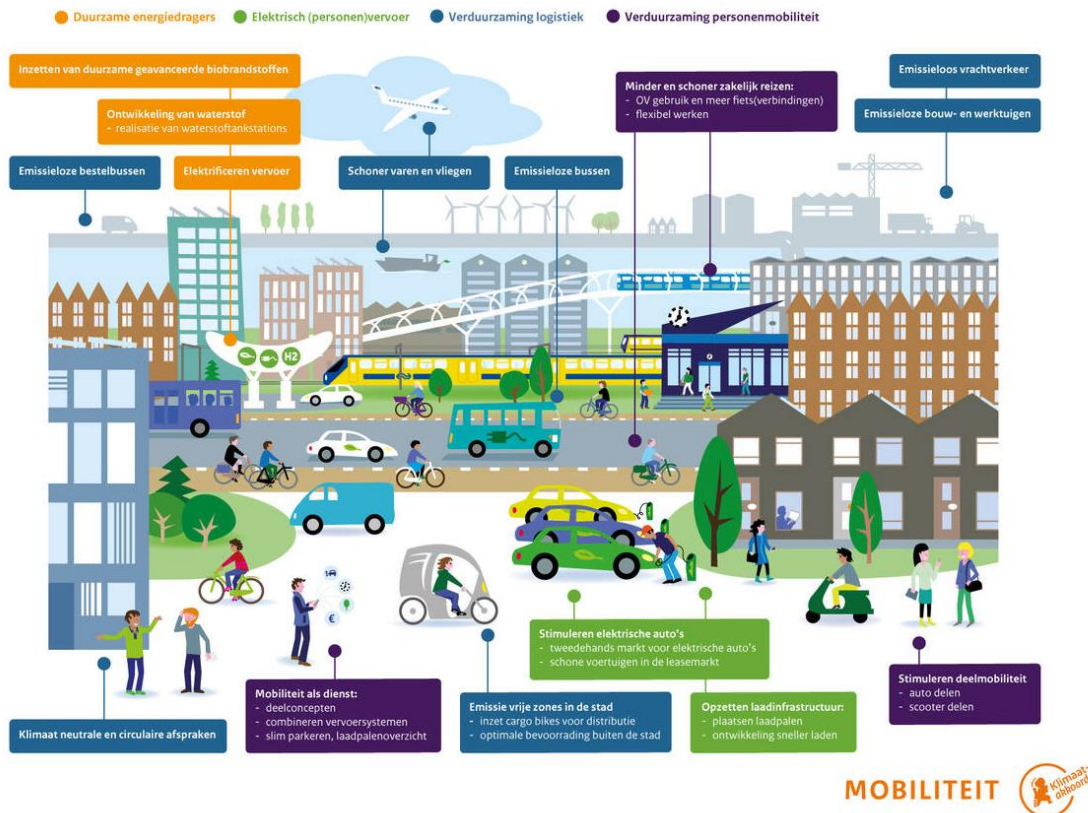 Duurzame energiedragers
Elektrisch (personen)vervoer
Verduurzaming logistiek
Verduurzaming personenmobiliteit
Inzetten van duurzame geavanceerde biobrandstoffen
Ontwikkeling van waterstof
- realisatie van waterstoftankstations
Emissieloze bestelbussen
Elektrificeren vervoer
Schoner varen en vliegen
Emissieloze bussen
Minder en schoner zakelijk reizen:
- OV gebruik en meer fiets(verbindingen)
- flexibel werken
Emissieloos vrachtverkeer
Emissieloze bouw- en werktuigen
H2
€
Klimaat neutrale en circulaire afspraken
Mobiliteit als dienst:
- deelconcepten
- combineren vervoersystemen
- slim parkeren, laadpalenoverzicht
Emissie vrije zones in de stad
- inzet cargo bikes voor distributie
- optimale bevoorrading buiten de stad
Stimuleren elektrische auto's
- tweedehands markt voor elektrische auto's
- schone voertuigen in de leasemarkt
Opzetten laadinfrastructuur:
- plaatsen laadpalen
- ontwikkeling sneller laden
Stimuleren deelmobiliteit
- auto delen
- scooter delen
MOBILITEIT
Klimaat-
akkoord